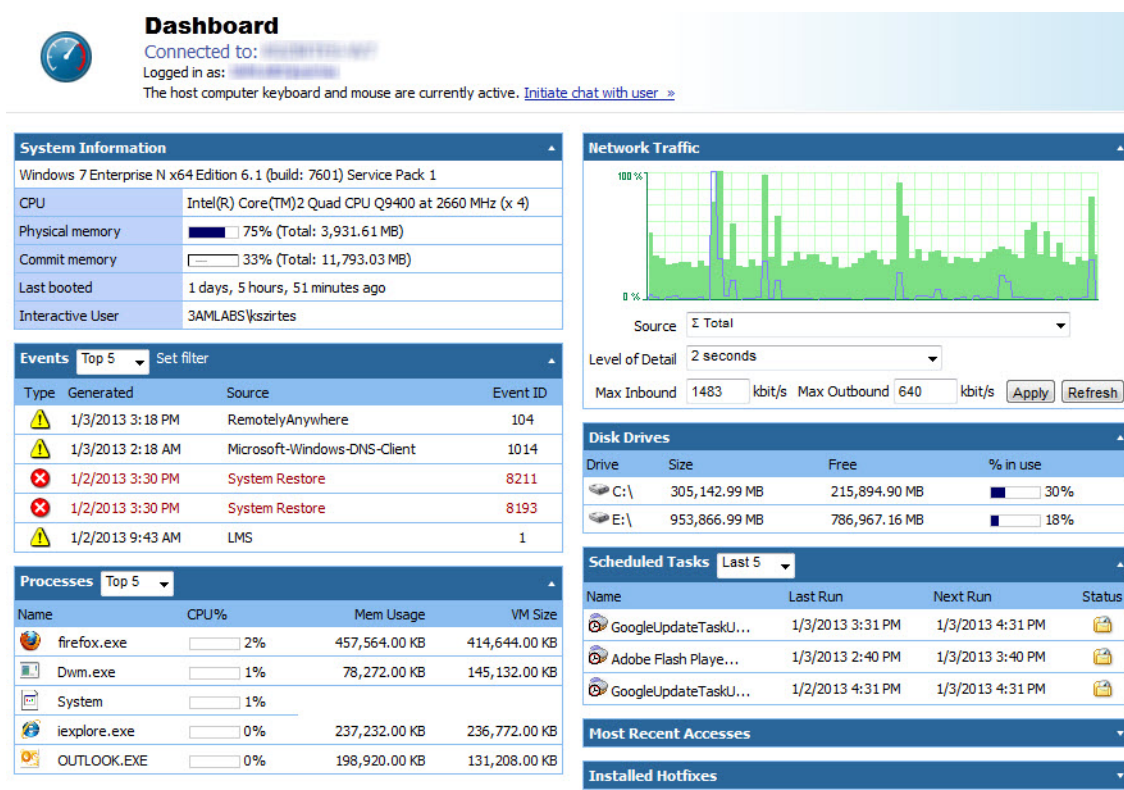 Dashboard
Connected to:
Logged in as:
The host computer keyboard and mouse are currently active. Initiate chat with user »
System Information
Windows 7 Enterprise N x64 Edition 6.1 (build: 7601) Service Pack 1
CPU Intel(R) Core(TM)2 Quad CPU Q9400 at 2660 MHz (x 4)
Physical memory 75% (Total: 3,931.61 MB)
Commit memory 33% (Total: 11,793.03 MB)
Last booted 1 days, 5 hours, 51 minutes ago
Interactive User 3AMLABS\kszirtes
Events Top 5 Set filter
Type Generated Source Event ID
1/3/2013 3:18 PM RemotelyAnywhere 104
1/3/2013 2:18 AM Microsoft-Windows-DNS-Client 1014
1/2/2013 3:30 PM System Restore 8211
1/2/2013 3:30 PM System Restore 8193
1/2/2013 9:43 AM LMS 1
Processes Top 5
Name CPU% Mem Usage VM Size
firefox.exe 2% 457,564.00 KB 414,644.00 KB
Dwm.exe 1% 78,272.00 KB 145,132.00 KB
System 1%
iexplore.exe 0% 237,232.00 KB 236,772.00 KB
OUTLOOK.EXE 0% 198,920.00 KB 131,208.00 KB
Network Traffic
100 %
0 %
Source Σ Total
Level of Detail 2 seconds
Max Inbound 1483 kbit/s Max Outbound 640 kbit/s Apply Refresh
Disk Drives
Drive Size Free % in use
C:\ 305,142.99 MB 215,894.90 MB 30%
E:\ 953,866.99 MB 786,967.16 MB 18%
Scheduled Tasks Last 5
Name Last Run Next Run Status
GoogleUpdateTaskU... 1/3/2013 3:31 PM 1/3/2013 4:31 PM
Adobe Flash Playe... 1/3/2013 2:40 PM 1/3/2013 3:40 PM
GoogleUpdateTaskU... 1/2/2013 4:31 PM 1/3/2013 4:31 PM
Most Recent Accesses
Installed Hotfixes